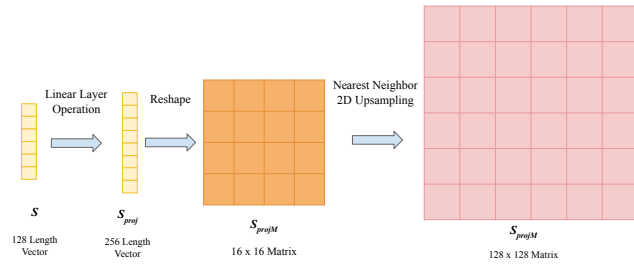 Linear Layer
Operation
Reshape
Nearest Neighbor
2D Upsampling
S
S_proj
S_projM
S_projM
128 Length
Vector
256 Length
Vector
16 x 16 Matrix
128 x 128 Matrix